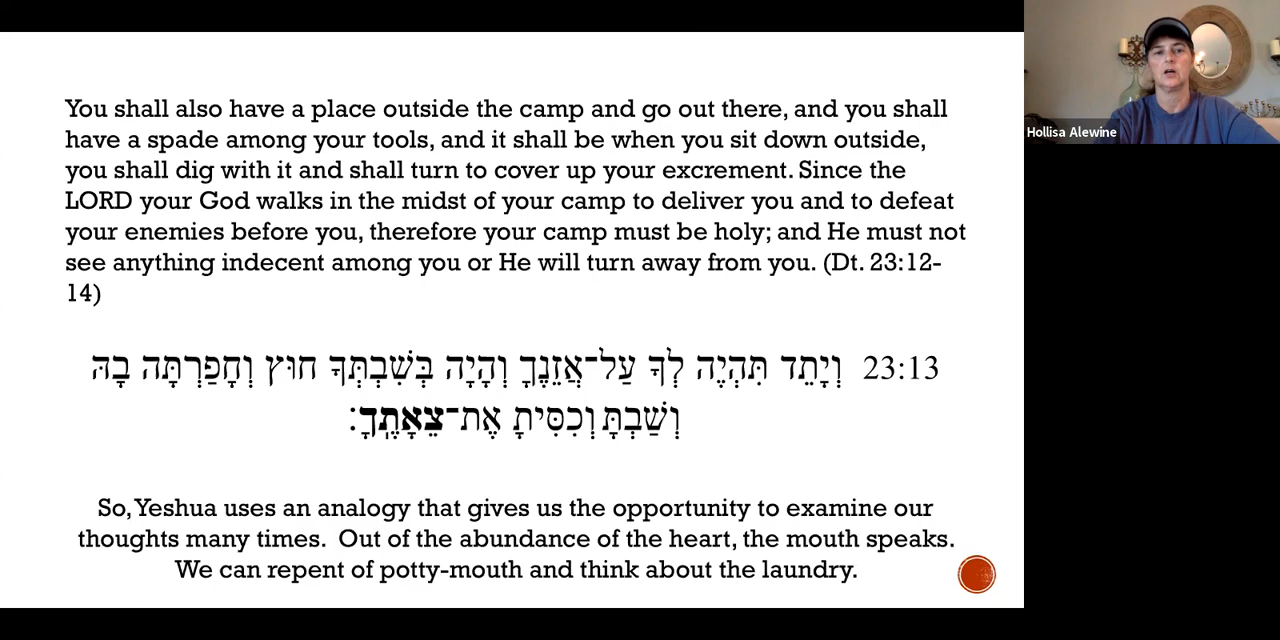 You shall also have a place outside the camp and go out there, and you shall
have a spade among your tools, and it shall be when you sit down outside,
you shall dig with it and shall turn to cover up your excrement. Since the
LORD your God walks in the midst of your camp to deliver you and to defeat
your enemies before you, therefore your camp must be holy; and He must not
see anything indecent among you or He will turn away from you. (Dt. 23:12-
14)
23:13 וְיָתֵד תִּהְיֶה לְךָ עַל־אֲזֵנֶךָ וְהָיָה בְּשִׁבְתְּךָ חוּץ וְחָפַרְתָּה בָהּ
וְשַׁבְתָּ וְכִסִּיתָ אֶת־צֵאָתֶךָ׃
So, Yeshua uses an analogy that gives us the opportunity to examine our
thoughts many times. Out of the abundance of the heart, the mouth speaks.
We can repent of potty-mouth and think about the laundry.
Hollisa Alewine